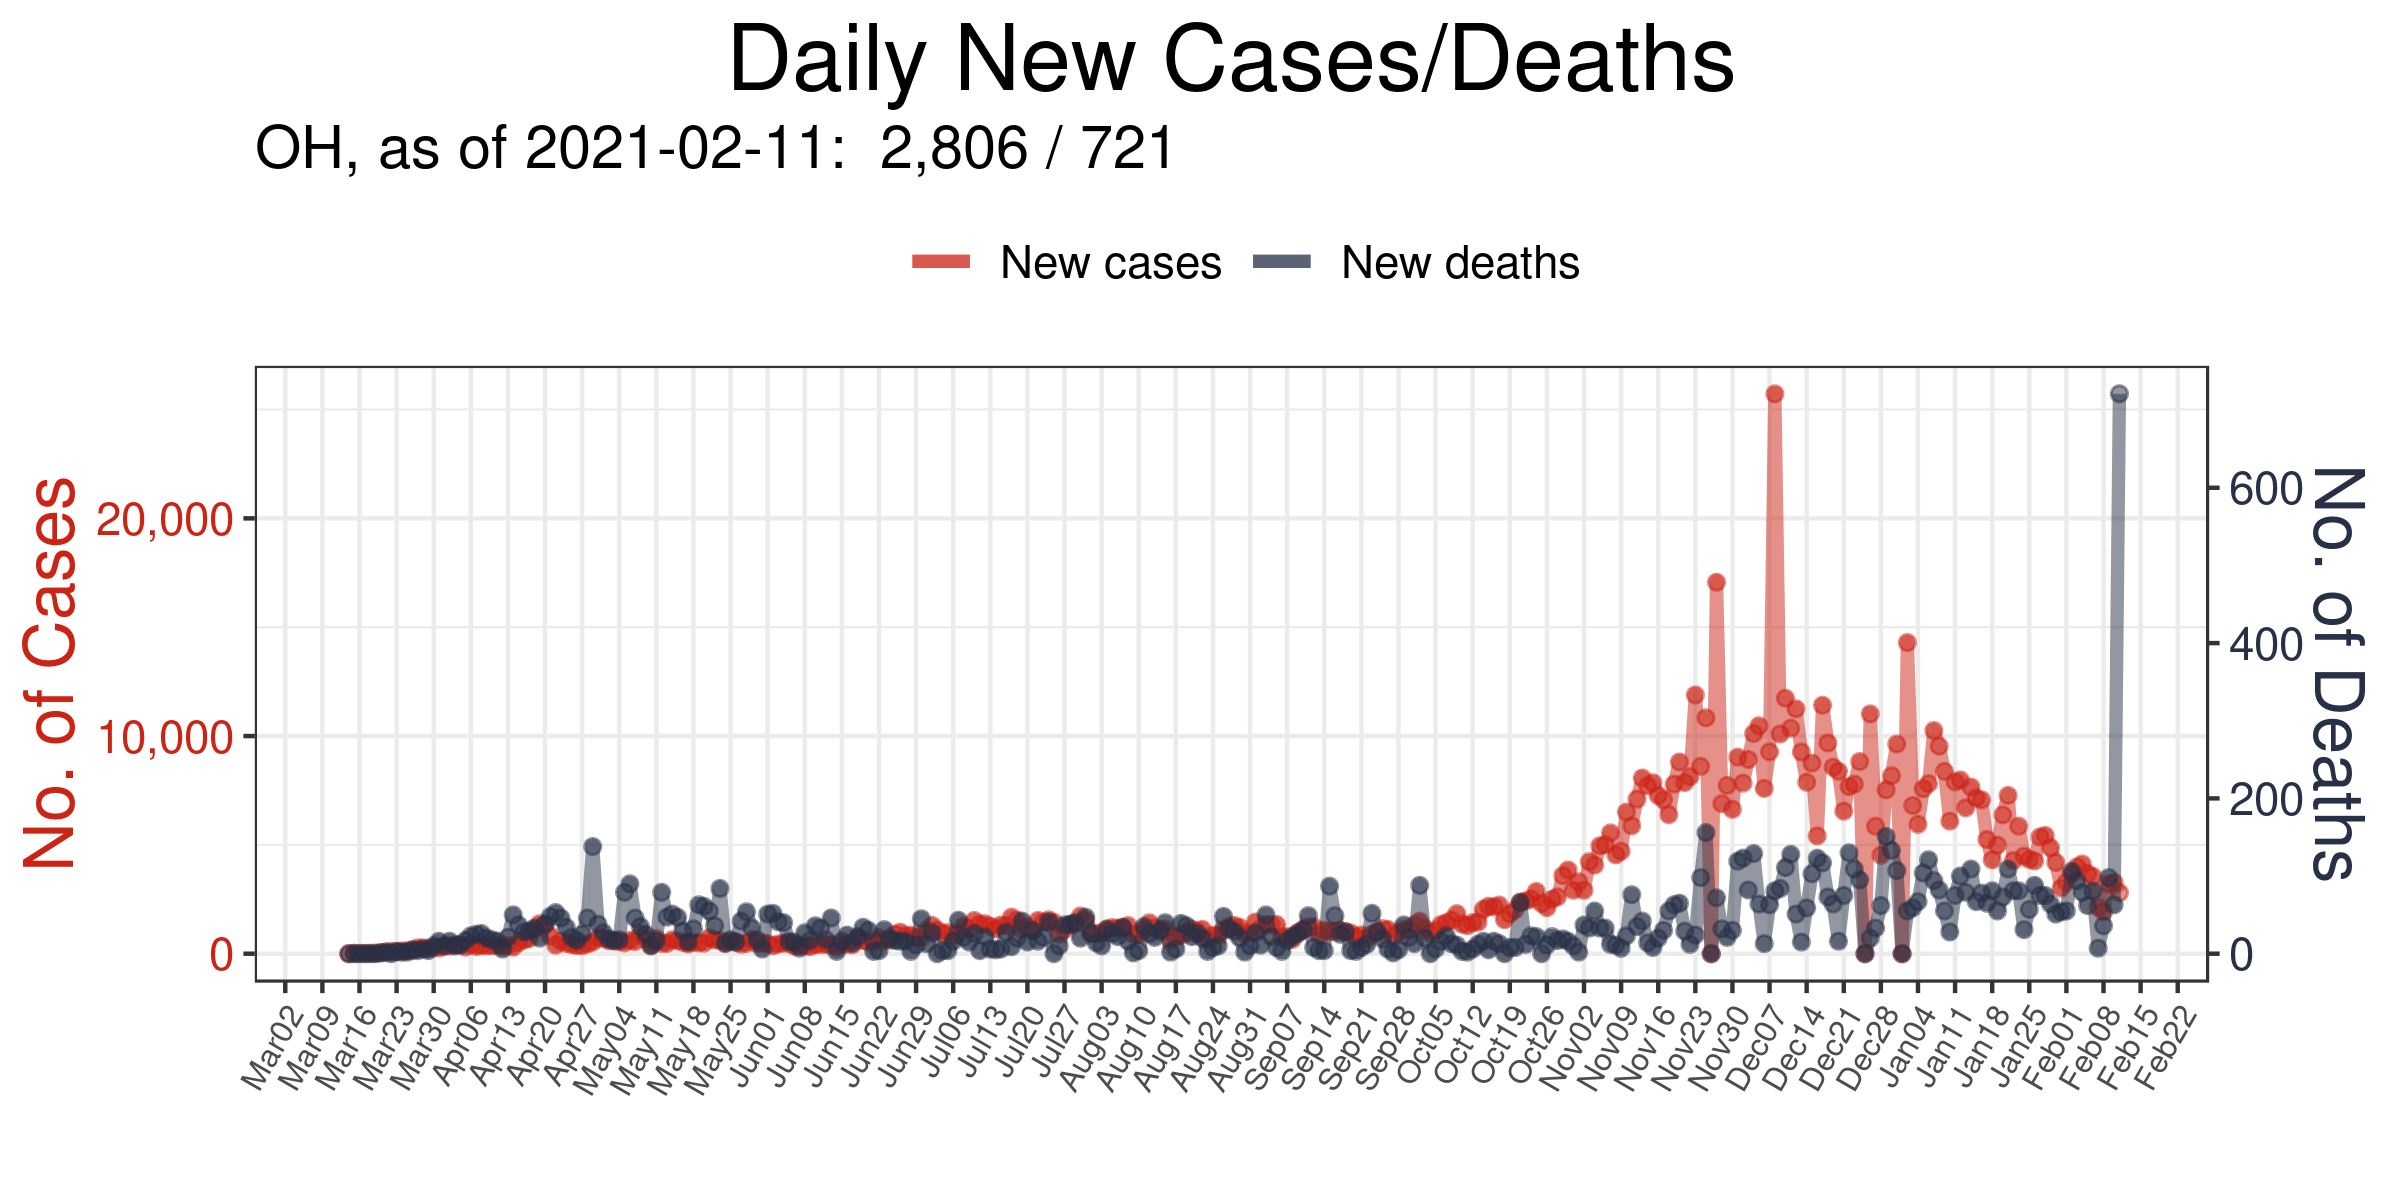 Daily New Cases/Deaths
OH, as of 2021-02-11: 2,806 / 721
New cases
New deaths
No. of Cases
20,000
10,000
0
600
400
200
0
No. of Deaths
Mar02
Mar09
Mar16
Mar23
Mar30
Apr06
Apr13
Apr20
Apr27
May04
May11
May18
May25
Jun01
Jun08
Jun15
Jun22
Jun29
Jul06
Jul13
Jul20
Jul27
Aug03
Aug10
Aug17
Aug24
Aug31
Sep07
Sep14
Sep21
Sep28
Oct05
Oct12
Oct19
Oct26
Nov02
Nov09
Nov16
Nov23
Nov30
Dec07
Dec14
Dec21
Dec28
Jan04
Jan11
Jan18
Jan25
Feb01
Feb08
Feb15
Feb22